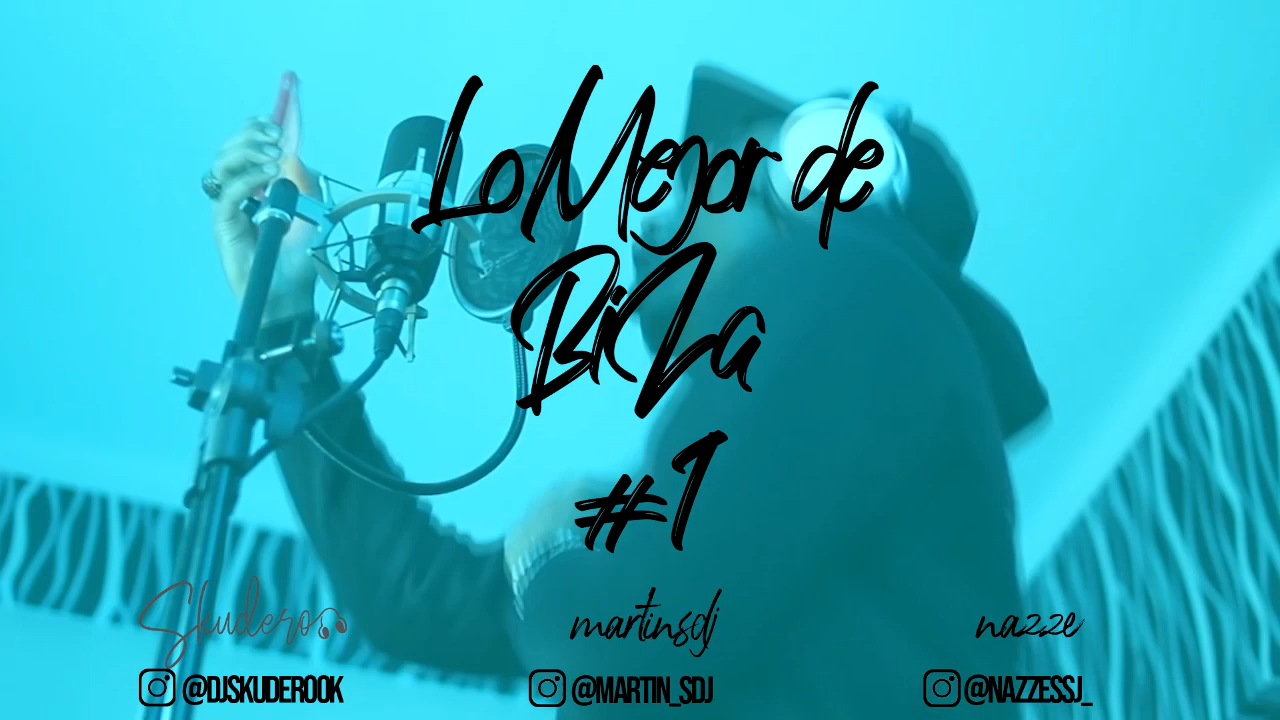 Lo Mejor de
BiZa
#1
Skudero
martinsdj
nazze
@DJSKUDEROOK
@MARTIN_SDJ
@NAZZESSJ_